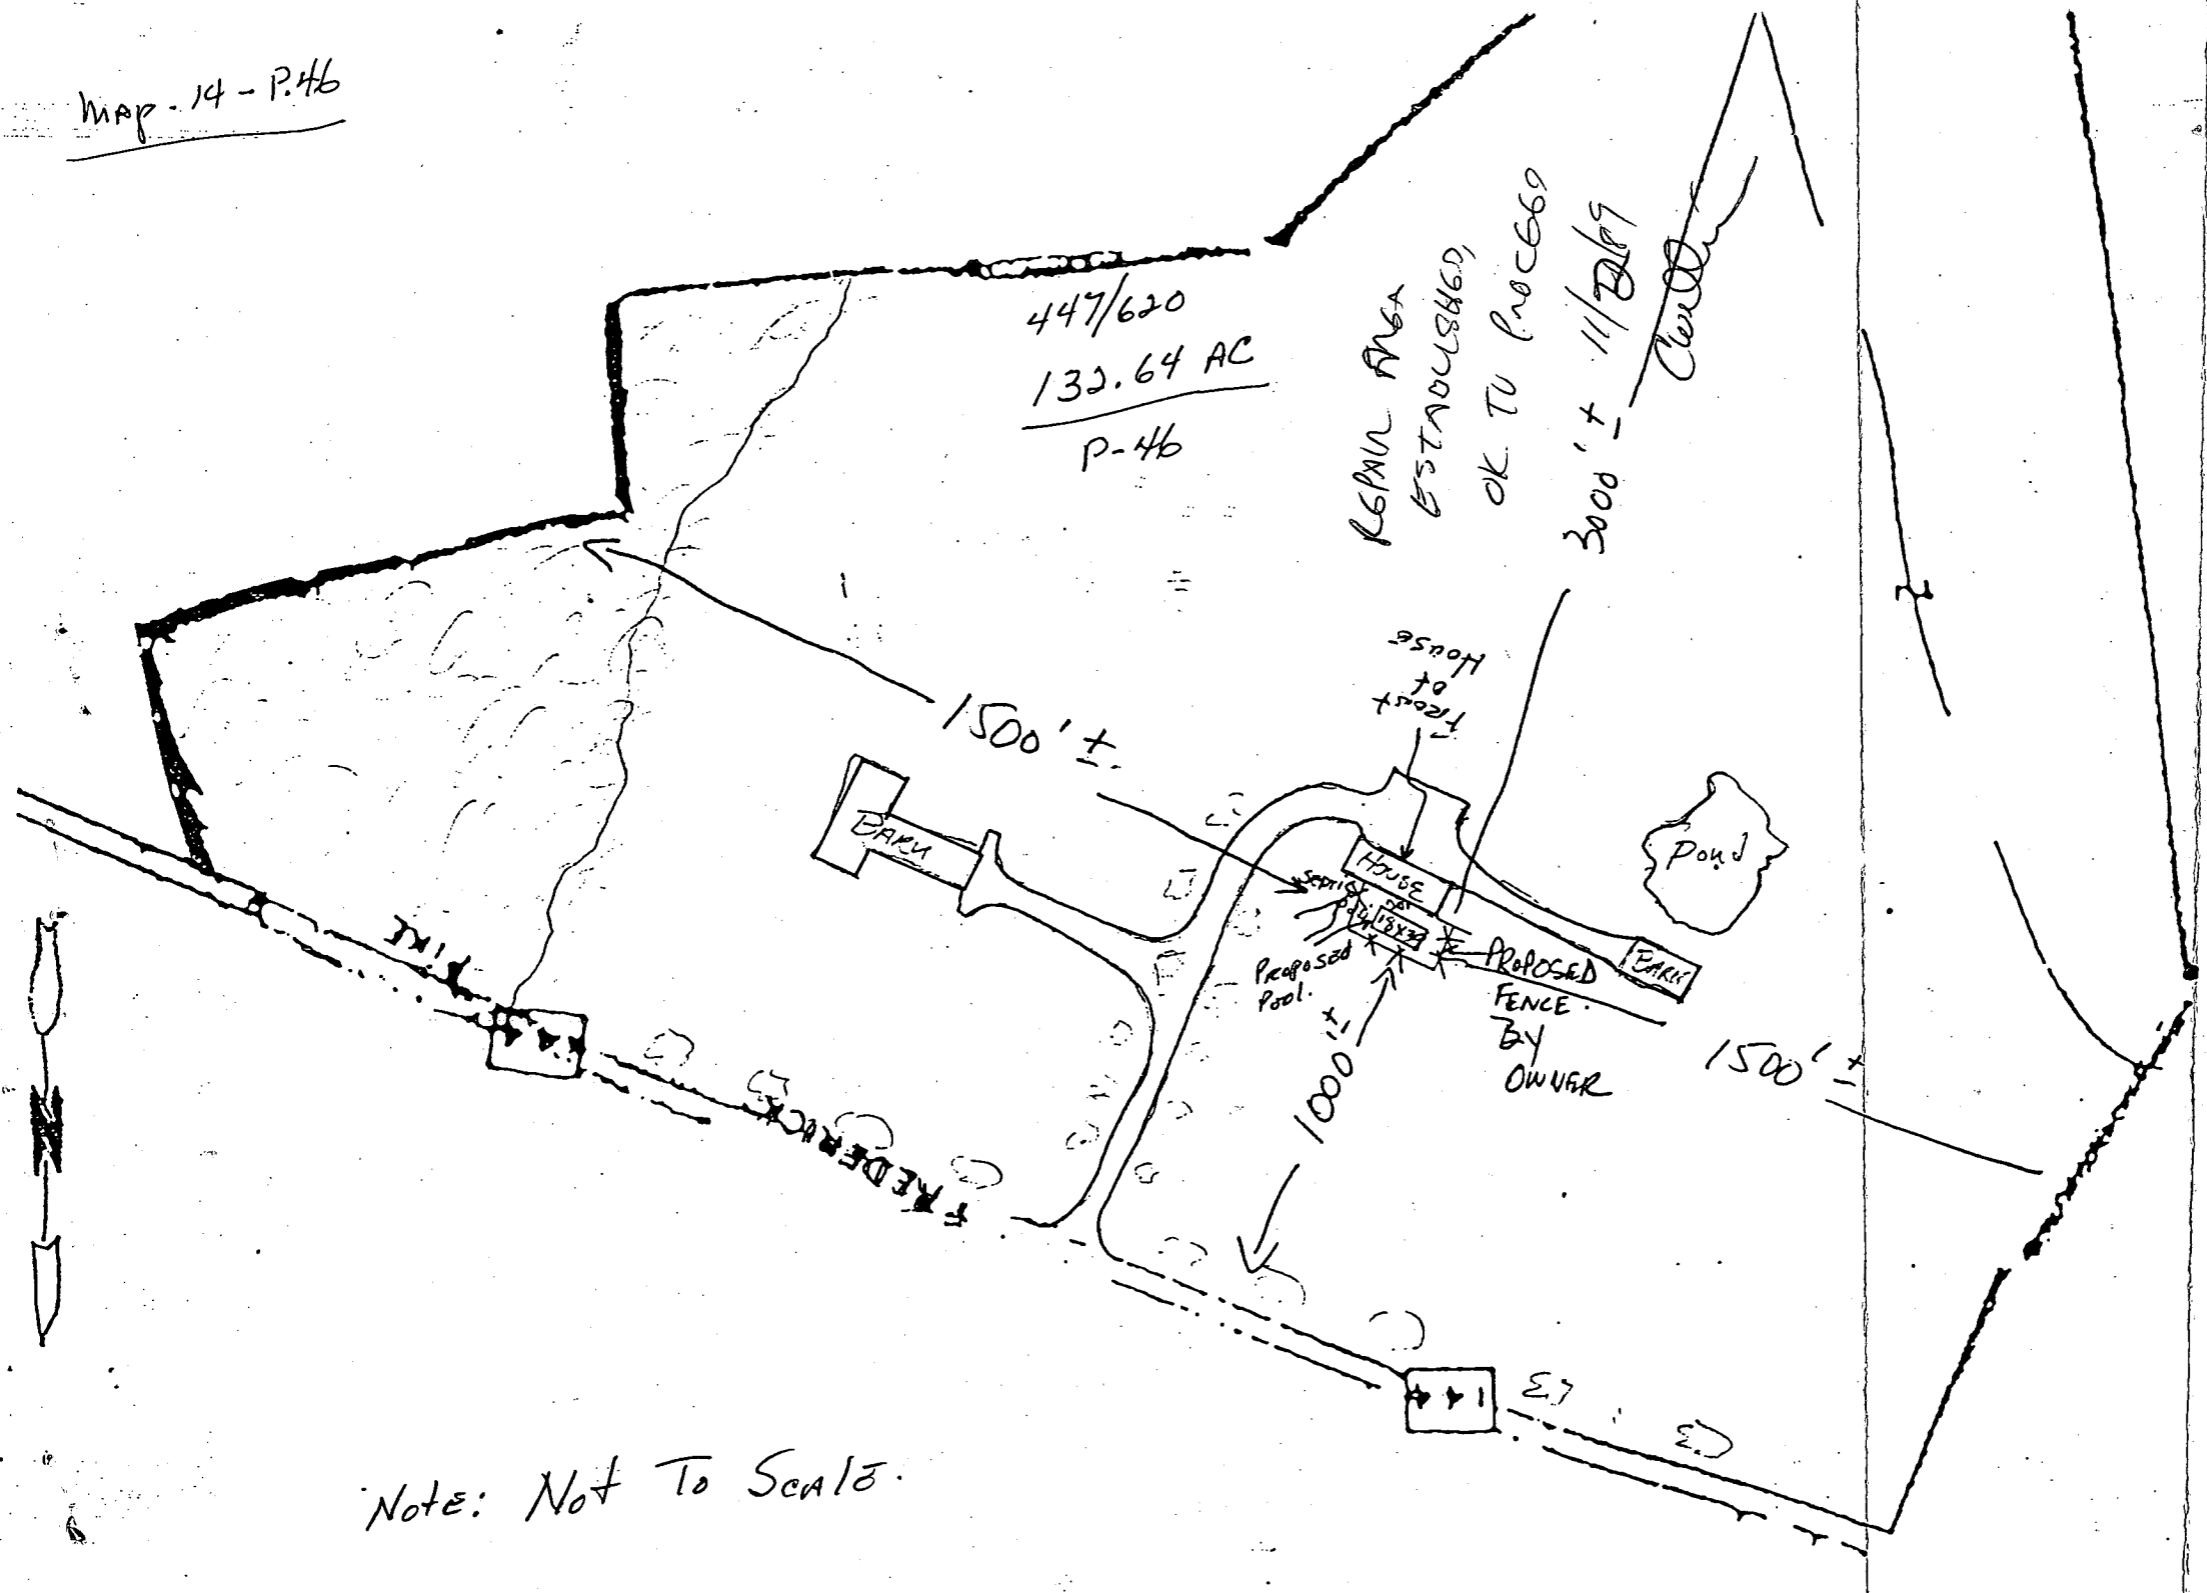 Map - 14 - P.46
447/620
132.64 AC
P-46
REPAIR AREA
ESTABLISHED,
OK TO PROCEED
3000' ±
1500' ±
FRONT
OF
HOUSE
BARN
HOUSE
Pond
SEPTIC
PROPOSED
POOL.
PROPOSED
FENCE
BY
OWNER
BARN
1000' ±
1500' ±
FREDERICK
PIKE
N
Note: Not To Scale.